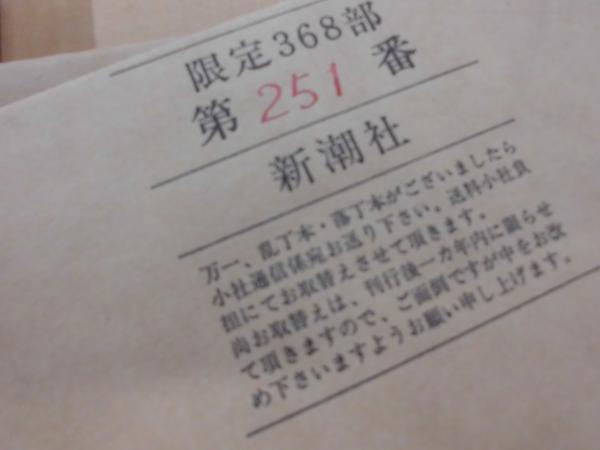 限定368部
第 251 番
新潮社
万一、乱丁本・落丁本がございましたら
小社通信係宛お送り下さい。送料小社負
担にてお取替えさせて頂きます。
尚お取替えは、刊行後一カ年内に限らせ
て頂きますので、ご面倒ですが中をお改
め下さいますようお願い申し上げます。